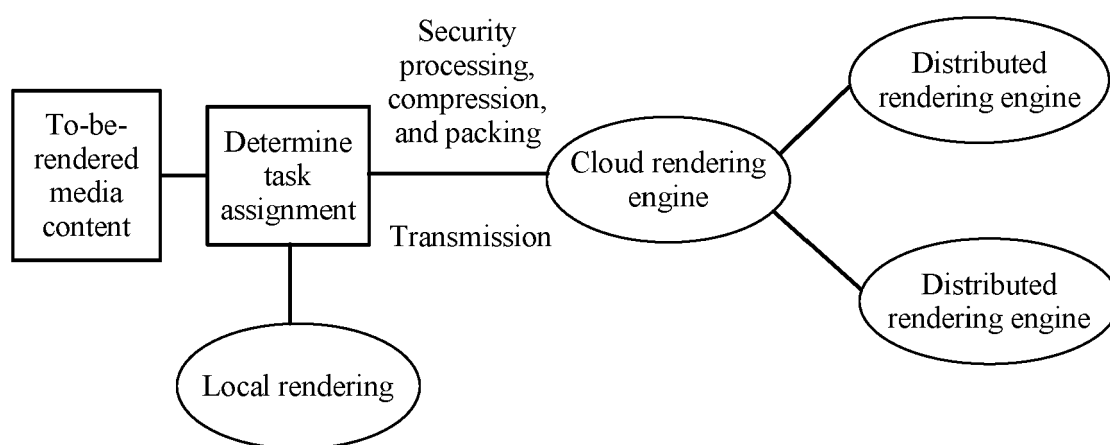 To-be-
rendered
media
content
Determine
task
assignment
Security
processing,
compression,
and packing
Transmission
Cloud rendering
engine
Distributed
rendering engine
Distributed
rendering engine
Local rendering